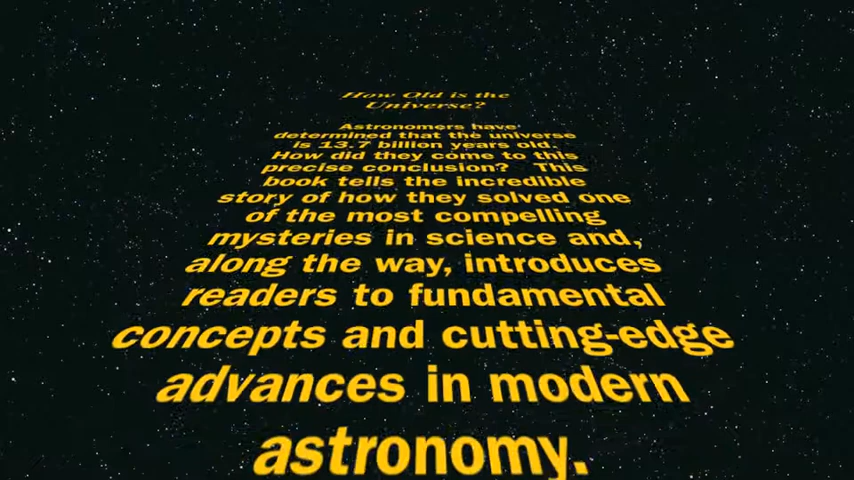 How Old is the
Universe?
Astronomers have
determined that the universe
is 13.7 billion years old.
How did they come to this
precise conclusion? This
book tells the incredible
story of how they solved one
of the most compelling
mysteries in science and,
along the way, introduces
readers to fundamental
concepts and cutting-edge
advances in modern
astronomy.